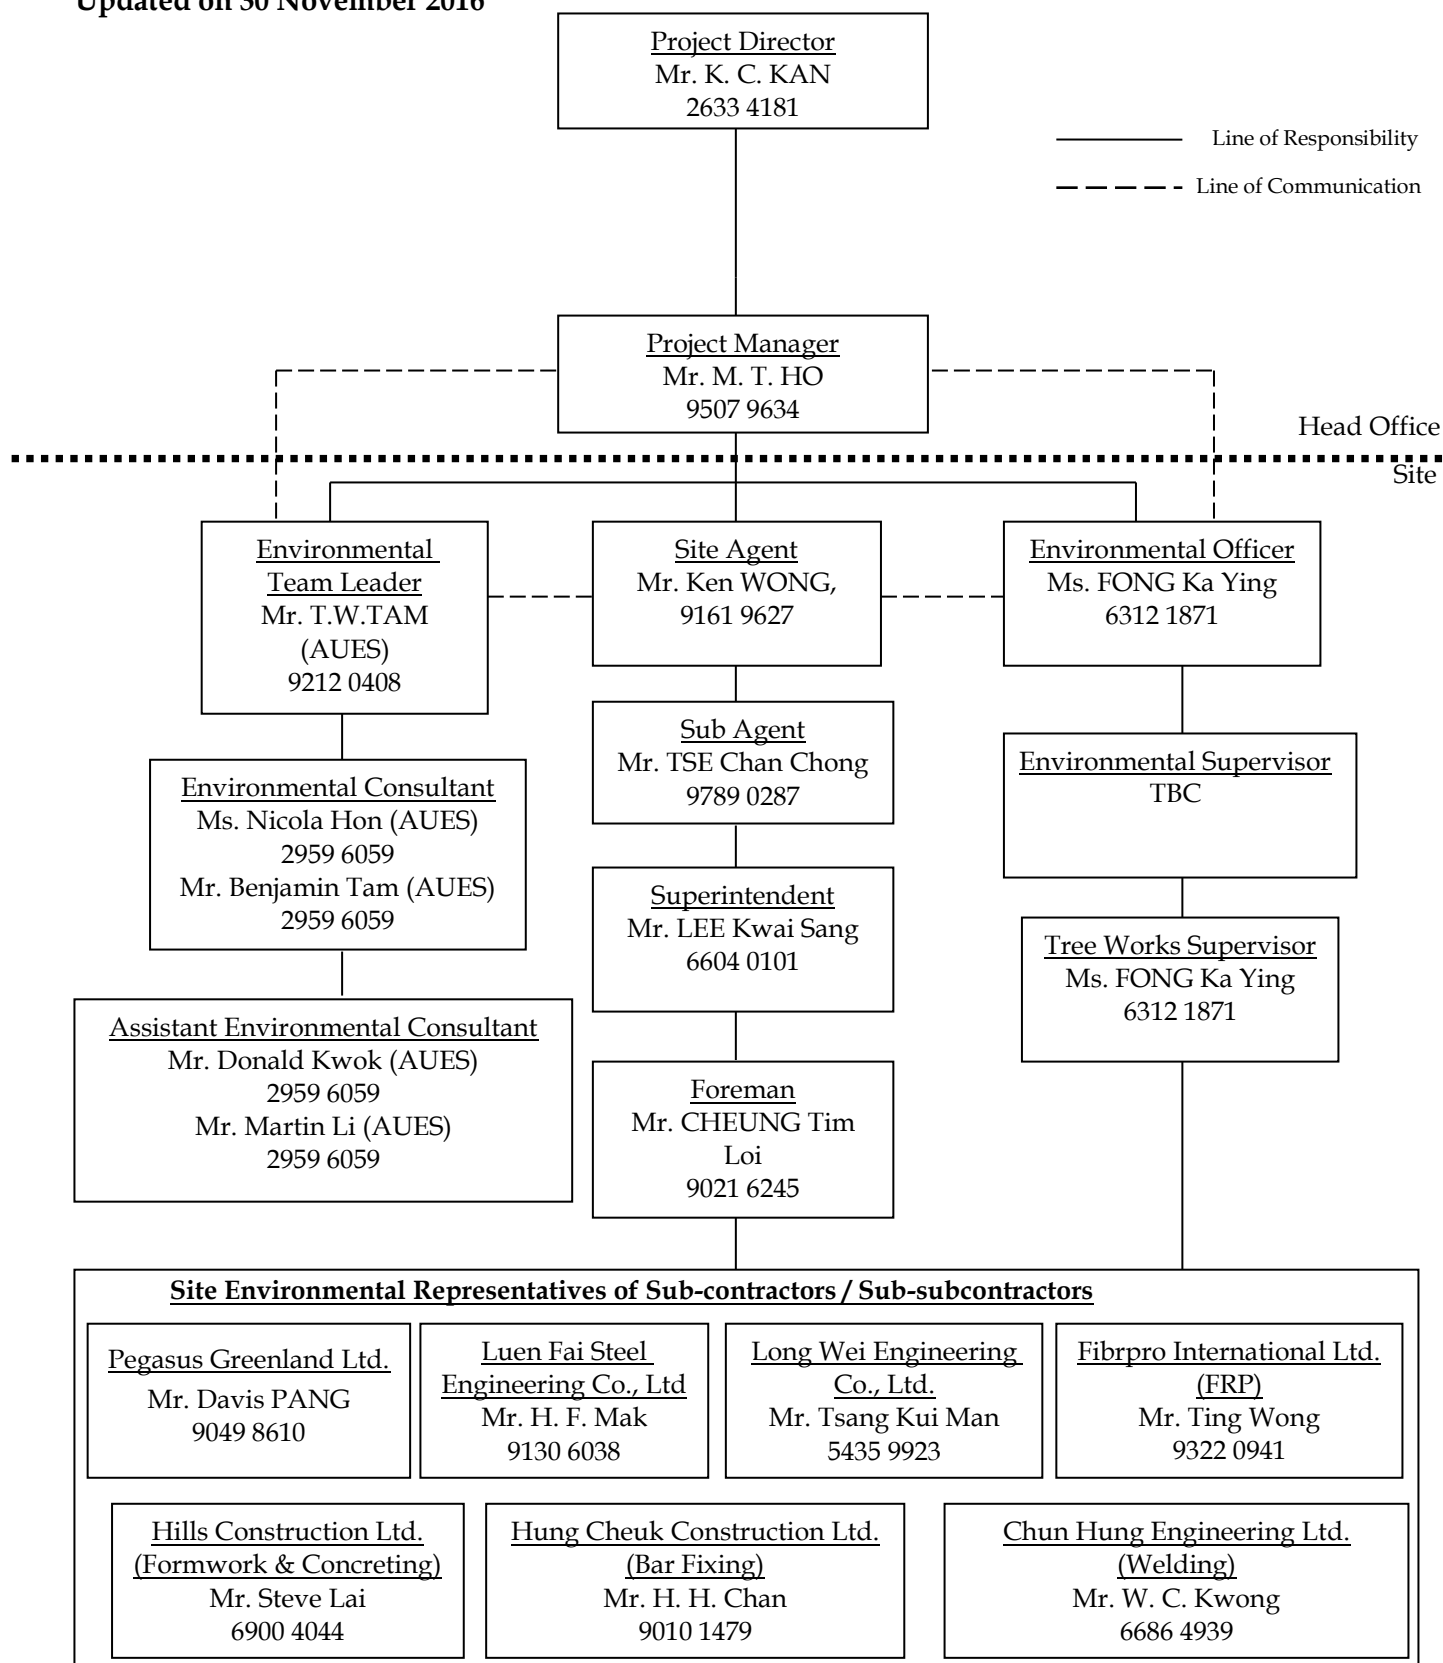 Updated on 30 November 2016
Project Director
Mr. K. C. KAN
2633 4181
Line of Responsibility
Line of Communication
Project Manager
Mr. M. T. HO
9507 9634
Head Office
Site
Environmental
Team Leader
Mr. T.W.TAM
(AUES)
9212 0408
Site Agent
Mr. Ken WONG,
9161 9627
Environmental Officer
Ms. FONG Ka Ying
6312 1871
Environmental Consultant
Ms. Nicola Hon (AUES)
2959 6059
Mr. Benjamin Tam (AUES)
2959 6059
Sub Agent
Mr. TSE Chan Chong
9789 0287
Environmental Supervisor
TBC
Superintendent
Mr. LEE Kwai Sang
6604 0101
Tree Works Supervisor
Ms. FONG Ka Ying
6312 1871
Assistant Environmental Consultant
Mr. Donald Kwok (AUES)
2959 6059
Mr. Martin Li (AUES)
2959 6059
Foreman
Mr. CHEUNG Tim
Loi
9021 6245
Site Environmental Representatives of Sub-contractors / Sub-subcontractors
Pegasus Greenland Ltd.
Mr. Davis PANG
9049 8610
Luen Fai Steel
Engineering Co., Ltd
Mr. H. F. Mak
9130 6038
Long Wei Engineering
Co., Ltd.
Mr. Tsang Kui Man
5435 9923
Fibrpro International Ltd.
(FRP)
Mr. Ting Wong
9322 0941
Hills Construction Ltd.
(Formwork & Concreting)
Mr. Steve Lai
6900 4044
Hung Cheuk Construction Ltd.
(Bar Fixing)
Mr. H. H. Chan
9010 1479
Chun Hung Engineering Ltd.
(Welding)
Mr. W. C. Kwong
6686 4939